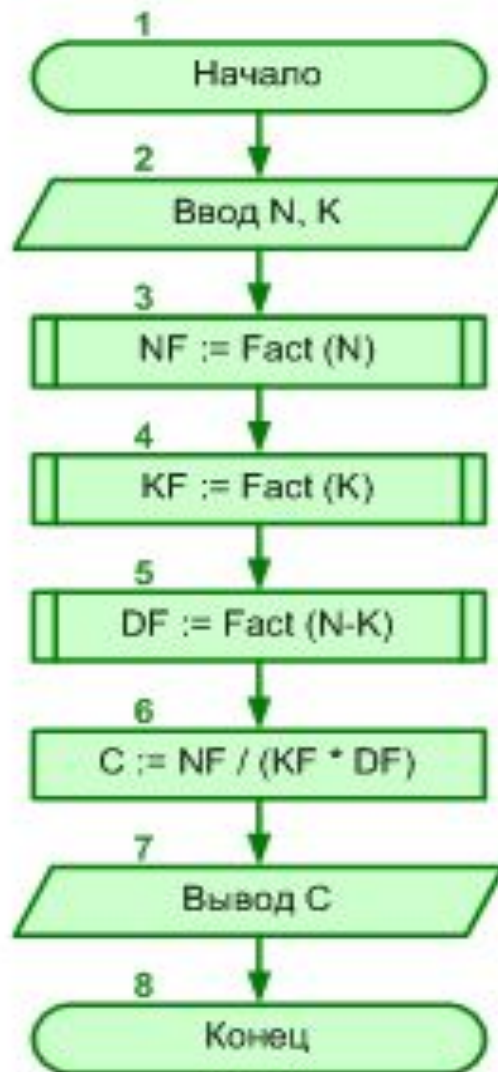 1
Начало
2
Ввод N, K
3
NF := Fact (N)
4
KF := Fact (K)
5
DF := Fact (N-K)
6
C := NF / (KF * DF)
7
Вывод C
8
Конец